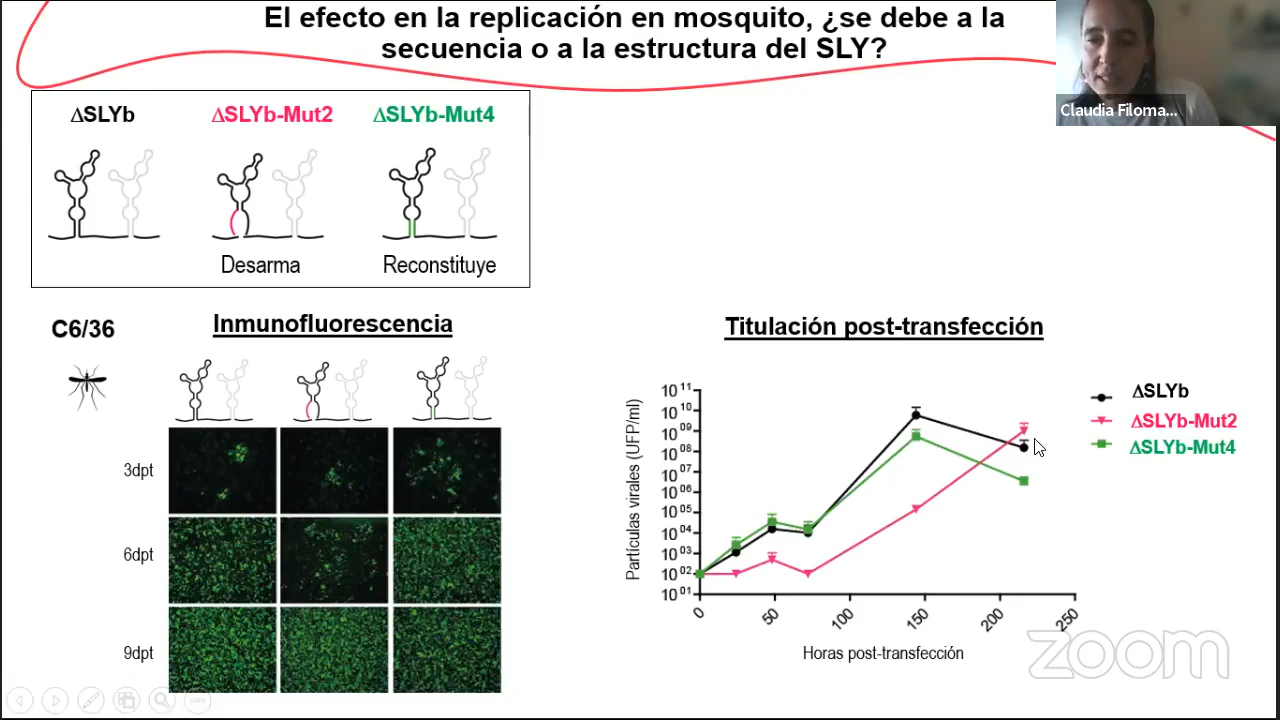 El efecto en la replicación en mosquito, ¿se debe a la
secuencia o a la estructura del SLY?
Claudia Filoma...
ΔSLYb
ΔSLYb-Mut2
ΔSLYb-Mut4
Desarma
Reconstituye
C6/36
Inmunofluorescencia
3dpt
6dpt
9dpt
Titulación post-transfección
Partículas virales (UFP/ml)
10 11
10 10
10 09
10 08
10 07
10 06
10 05
10 04
10 03
10 02
10 01
0
50
100
150
200
250
Horas post-transfección
ΔSLYb
ΔSLYb-Mut2
ΔSLYb-Mut4
zoom